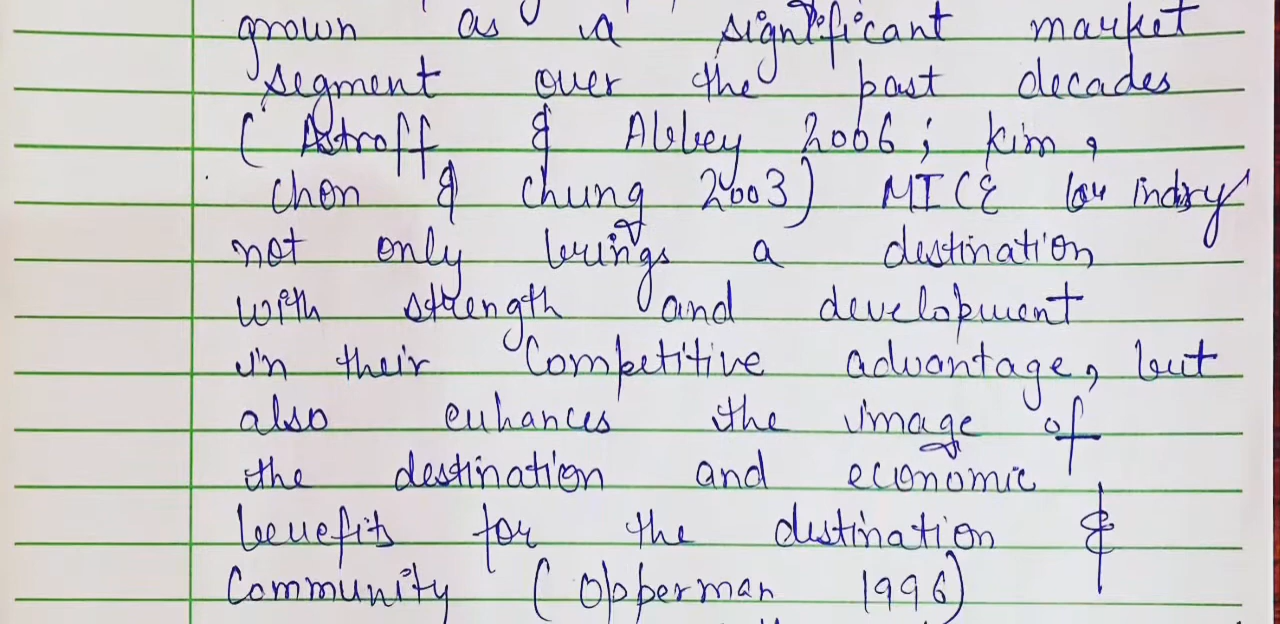 grown as a significant market
segment over the past decades
( Astroff & Abbey 2006 ; Kim ,
Chon & Chung 2003) MICE indsry
not only brings a destination
with strength and development
in their Competitive advantage, but
also enhances the image of
the destination and economic
benefits for the destination &
Community ( Opperman 1996)